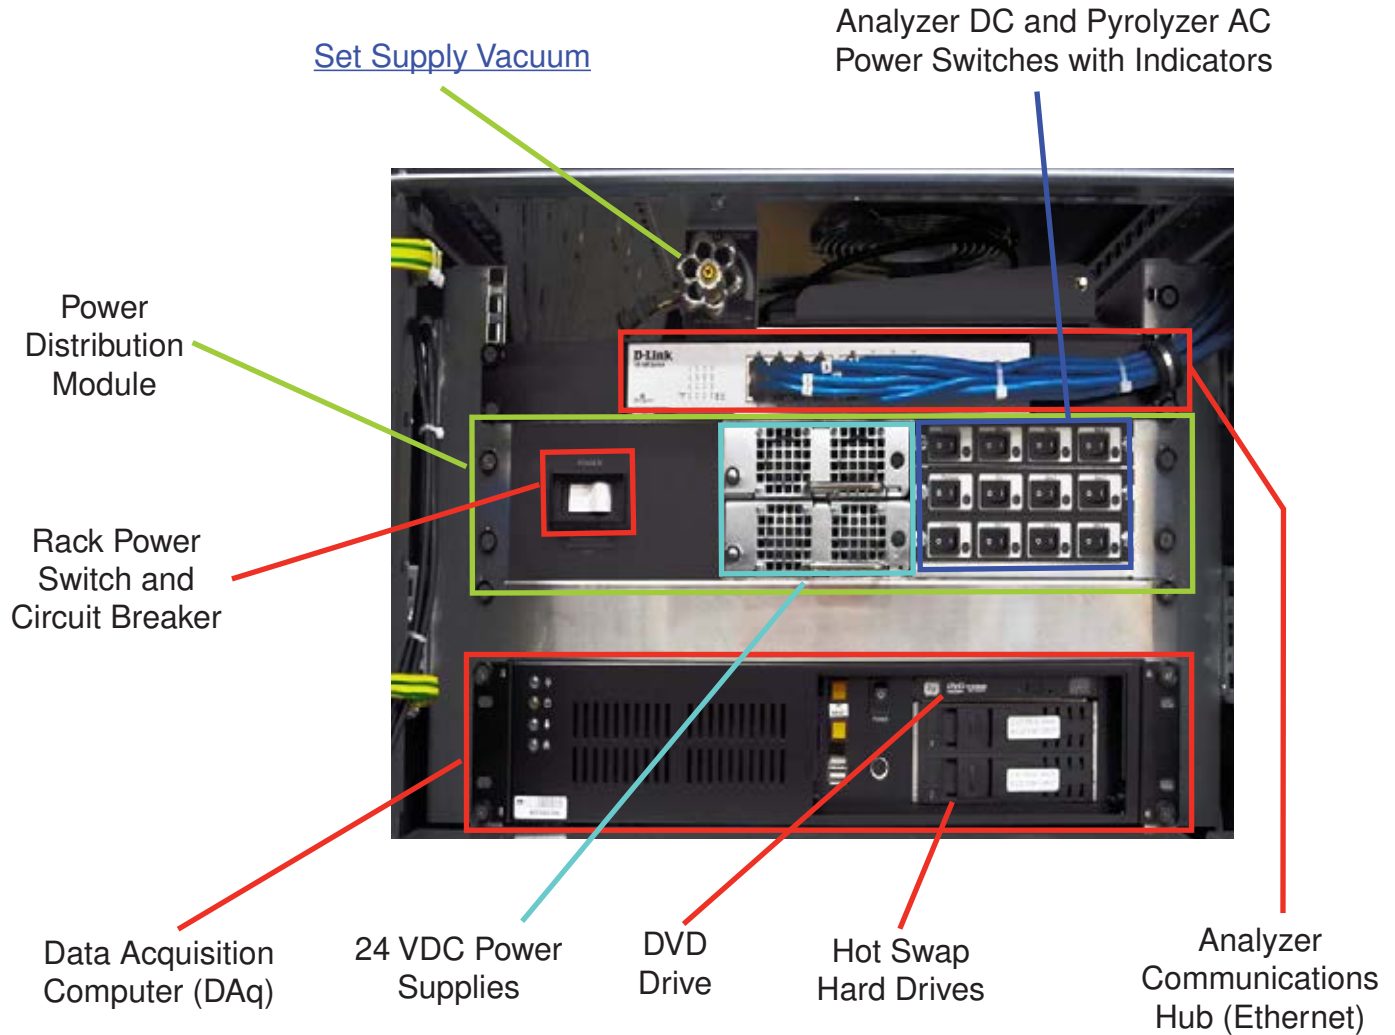 Analyzer DC and Pyrolyzer AC
Power Switches with Indicators
Set Supply Vacuum
Power
Distribution
Module
D-Link
POWER
Rack Power
Switch and
Circuit Breaker
Data Acquisition
Computer (DAq)
24 VDC Power
Supplies
DVD
Drive
Hot Swap
Hard Drives
Analyzer
Communications
Hub (Ethernet)